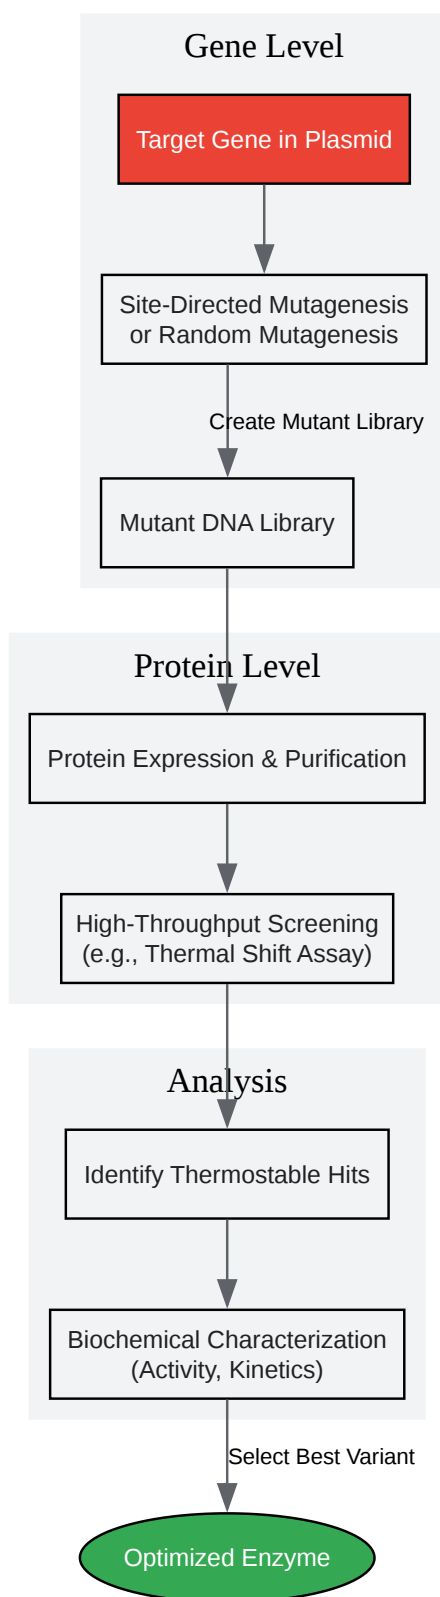 Gene Level
Target Gene in Plasmid
Site-Directed Mutagenesis
or Random Mutagenesis
Create Mutant Library
Mutant DNA Library
Protein Level
Protein Expression & Purification
High-Throughput Screening
(e.g., Thermal Shift Assay)
Analysis
Identify Thermostable Hits
Biochemical Characterization
(Activity, Kinetics)
Select Best Variant
Optimized Enzyme